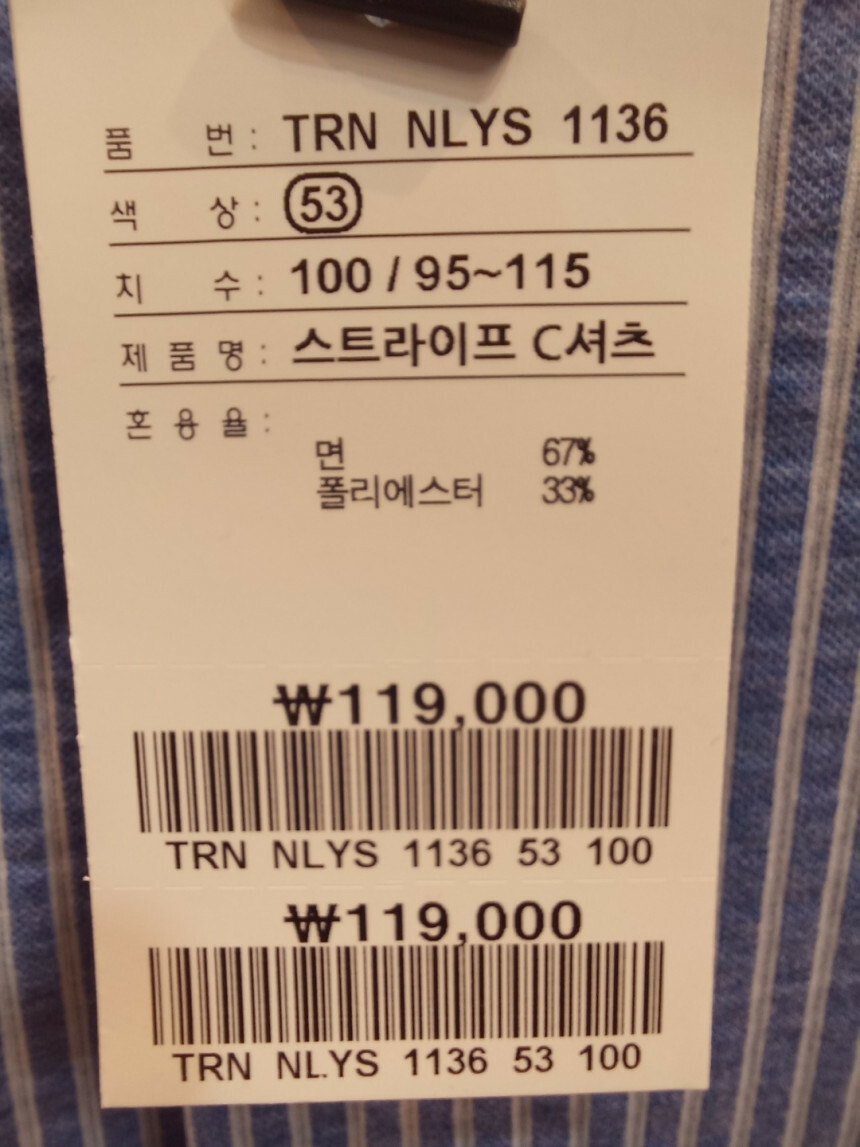 품 번 : TRN NLYS 1136
색 상 : 53
치 수 : 100 / 95~115
제 품 명 : 스트라이프 C셔츠
혼 용 율 :
면 67%
폴리에스터 33%
₩119,000
TRN NLYS 1136 53 100
₩119,000
TRN NLYS 1136 53 100